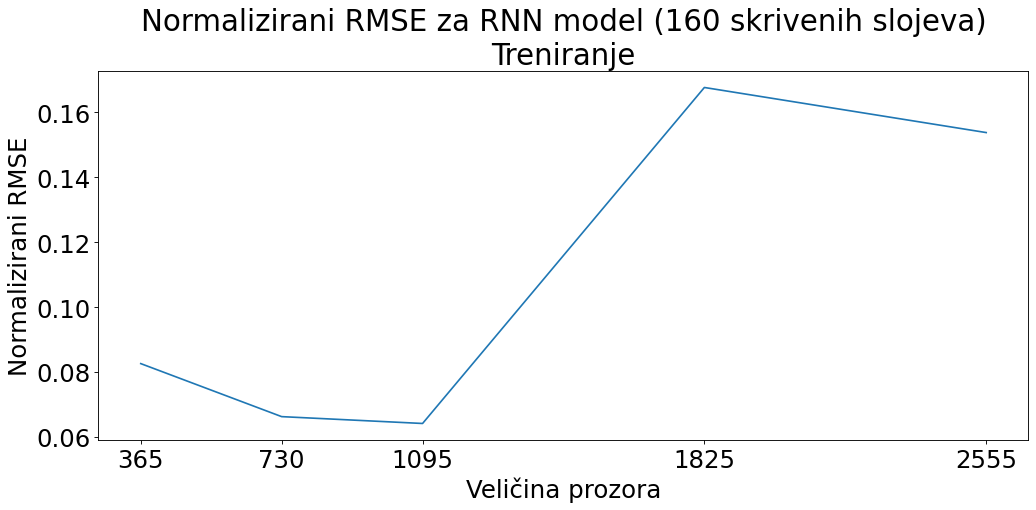 Normalizirani RMSE za RNN model (160 skrivenih slojeva)
Treniranje
Normalizirani RMSE
0.16
0.14
0.12
0.10
0.08
0.06
365 730 1095 1825 2555
Veličina prozora